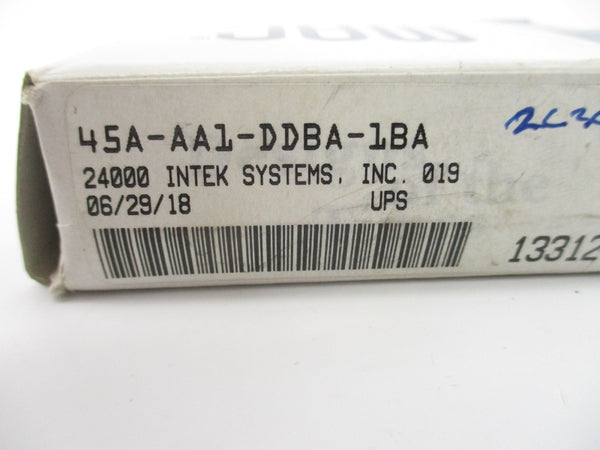 45A-AA1-DDBA-1BA
24000 INTEK SYSTEMS, INC. 019
06/29/18 UPS
13312